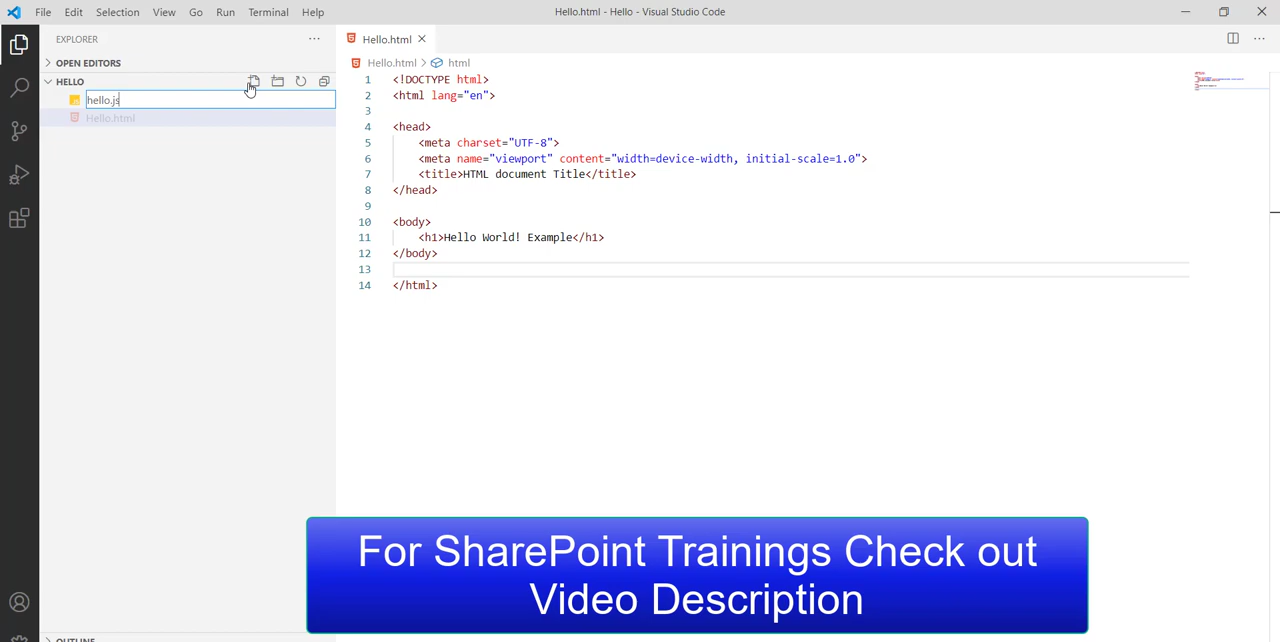 File Edit Selection View Go Run Terminal Help Hello.html - Hello - Visual Studio Code
EXPLORER
OPEN EDITORS
HELLO
hello.js
Hello.html
OUTLINE
Hello.html
Hello.html > html
1 <!DOCTYPE html>
2 <html lang="en">
3
4 <head>
5 <meta charset="UTF-8">
6 <meta name="viewport" content="width=device-width, initial-scale=1.0">
7 <title>HTML document Title</title>
8 </head>
9
10 <body>
11 <h1>Hello World! Example</h1>
12 </body>
13
14 </html>
For SharePoint Trainings Check out
Video Description